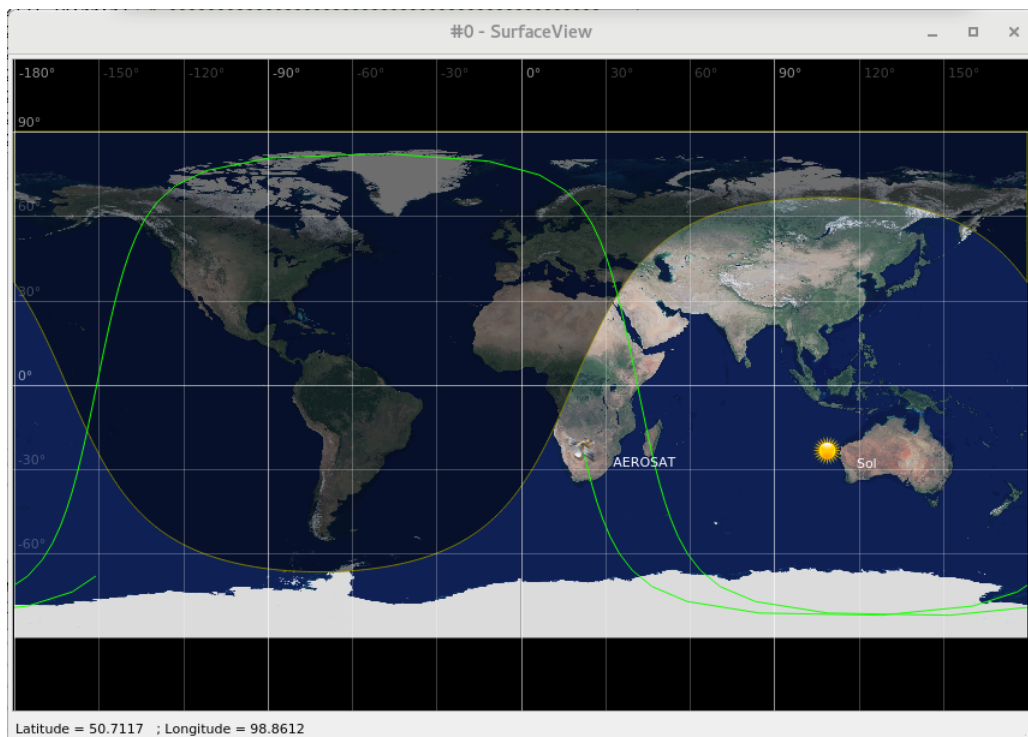 #0 - SurfaceView
-180° -150° -120° -90° -60° -30° 0° 30° 60° 90° 120° 150°
90°
60°
30°
0°
-30°
-60°
AEROSAT
Sol
Latitude = 50.7117 ; Longitude = 98.8612